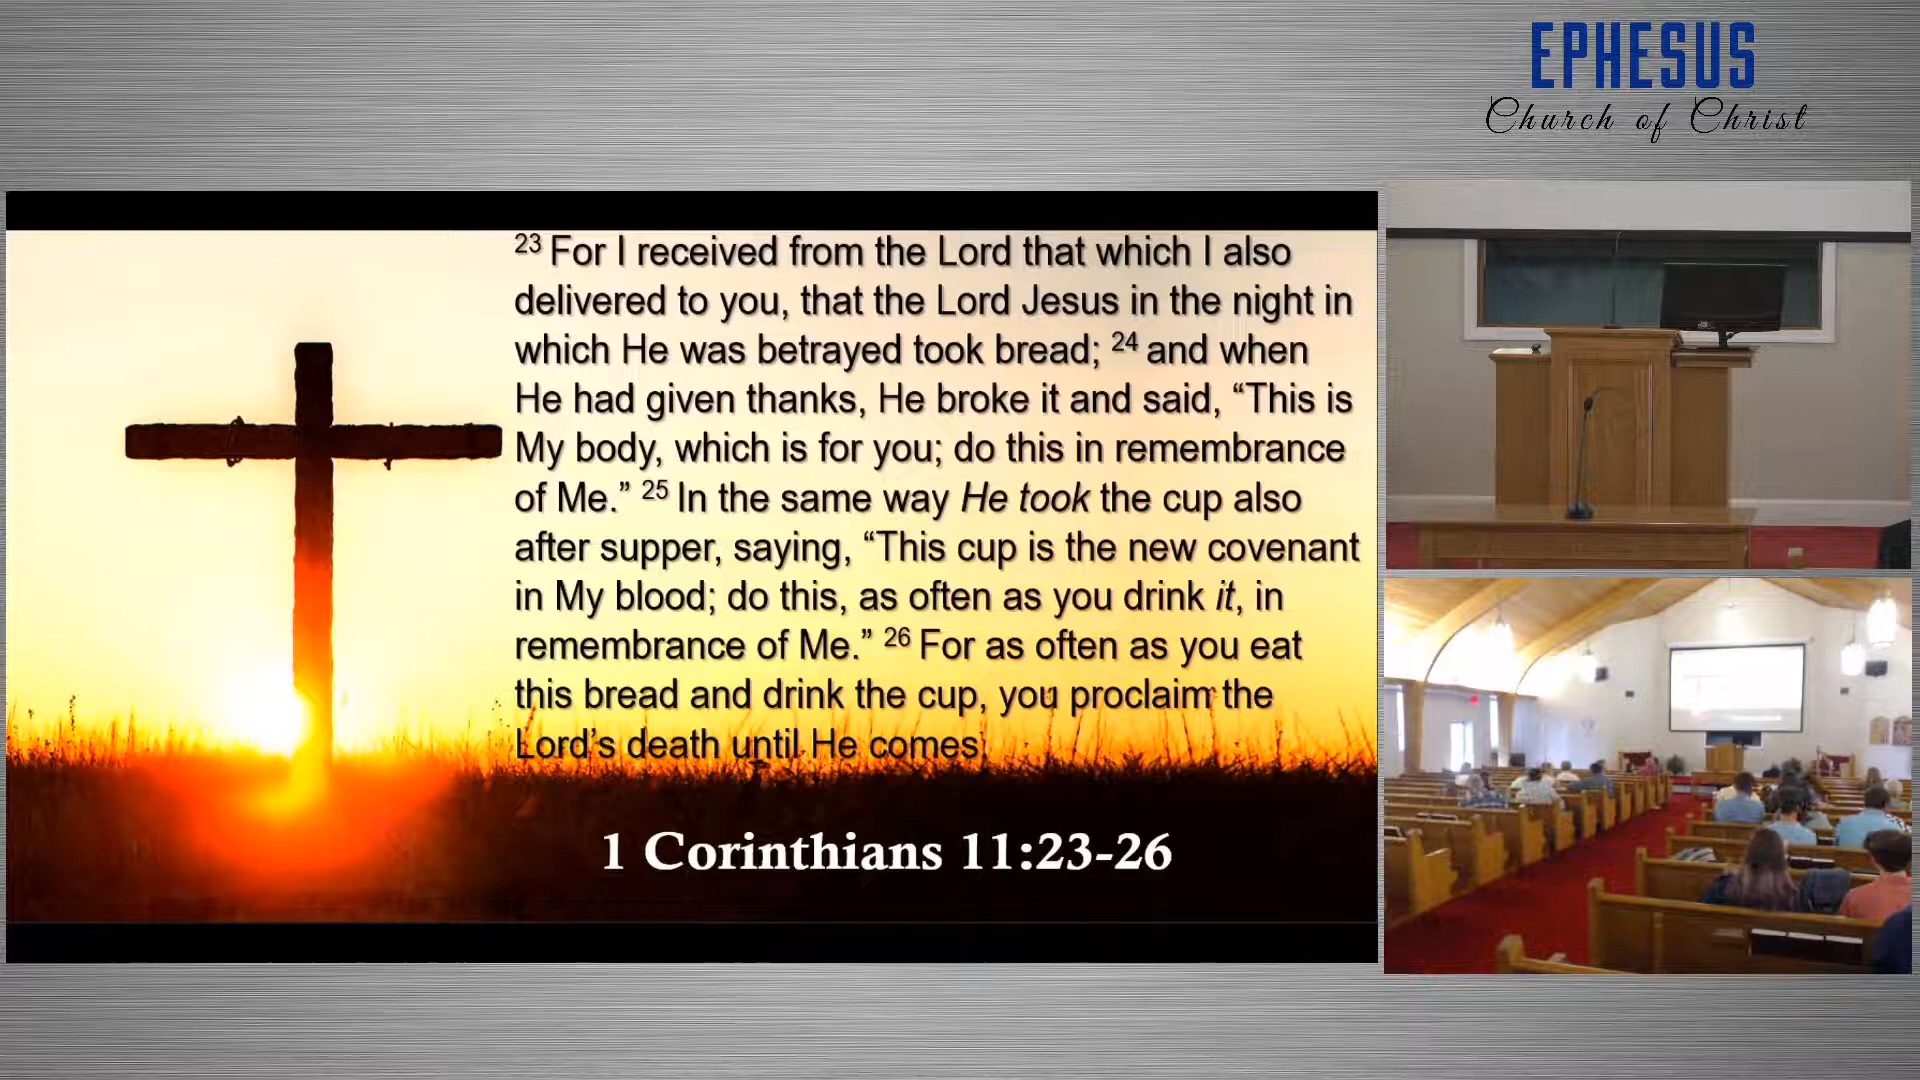 EPHESUS
Church of Christ
23 For I received from the Lord that which I also
delivered to you, that the Lord Jesus in the night in
which He was betrayed took bread; 24 and when
He had given thanks, He broke it and said, “This is
My body, which is for you; do this in remembrance
of Me.” 25 In the same way He took the cup also
after supper, saying, “This cup is the new covenant
in My blood; do this, as often as you drink it, in
remembrance of Me.” 26 For as often as you eat
this bread and drink the cup, you proclaim the
Lord’s death until He comes.
1 Corinthians 11:23-26